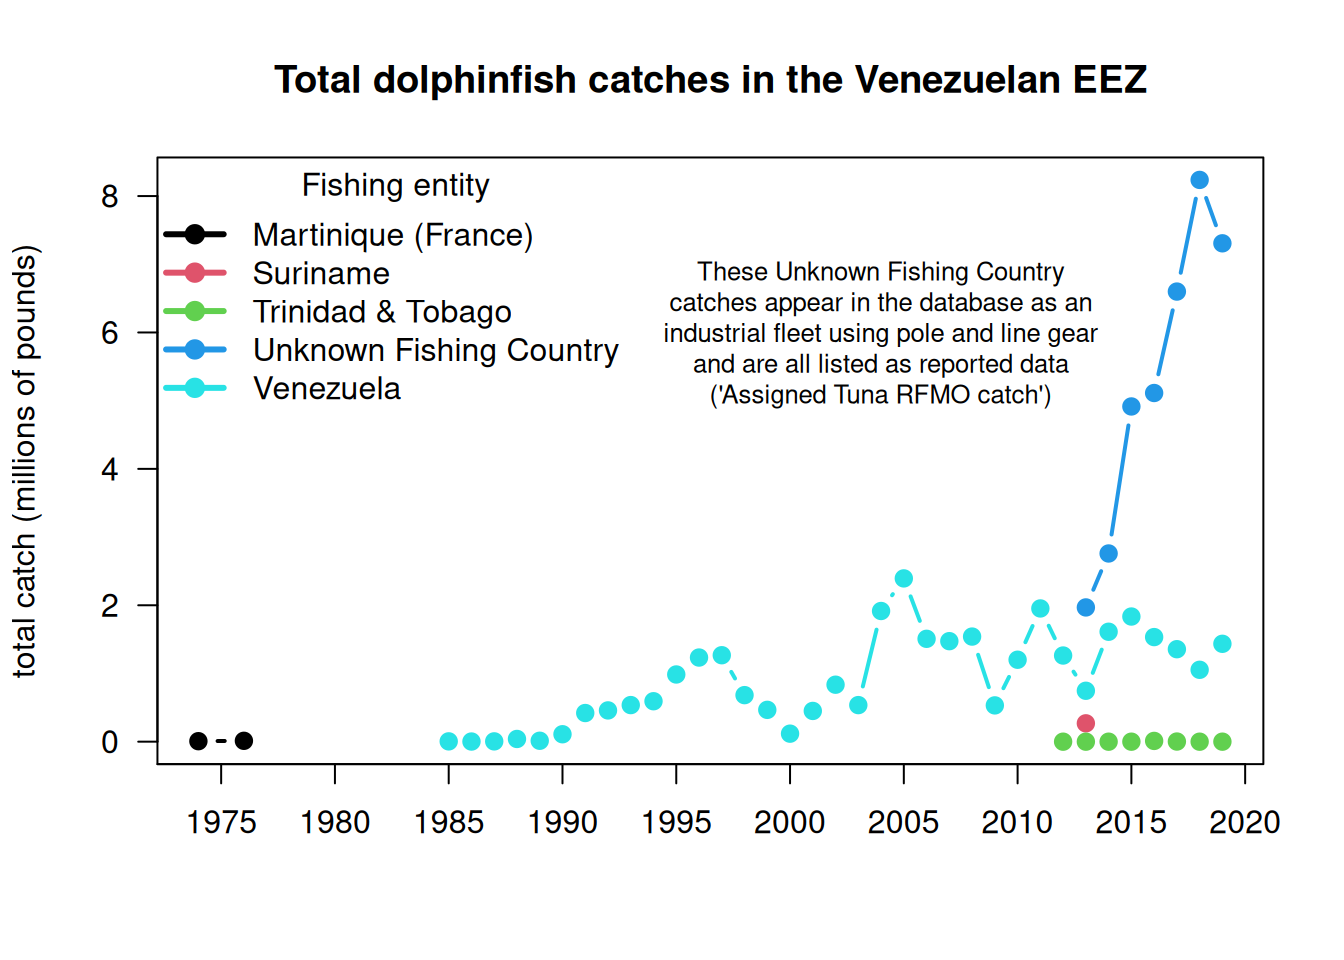 Total dolphinfish catches in the Venezuelan EEZ
total catch (millions of pounds)
8
6
4
2
0
Fishing entity
Martinique (France)
Suriname
Trinidad & Tobago
Unknown Fishing Country
Venezuela
These Unknown Fishing Country
catches appear in the database as an
industrial fleet using pole and line gear
and are all listed as reported data
('Assigned Tuna RFMO catch')
1975 1980 1985 1990 1995 2000 2005 2010 2015 2020